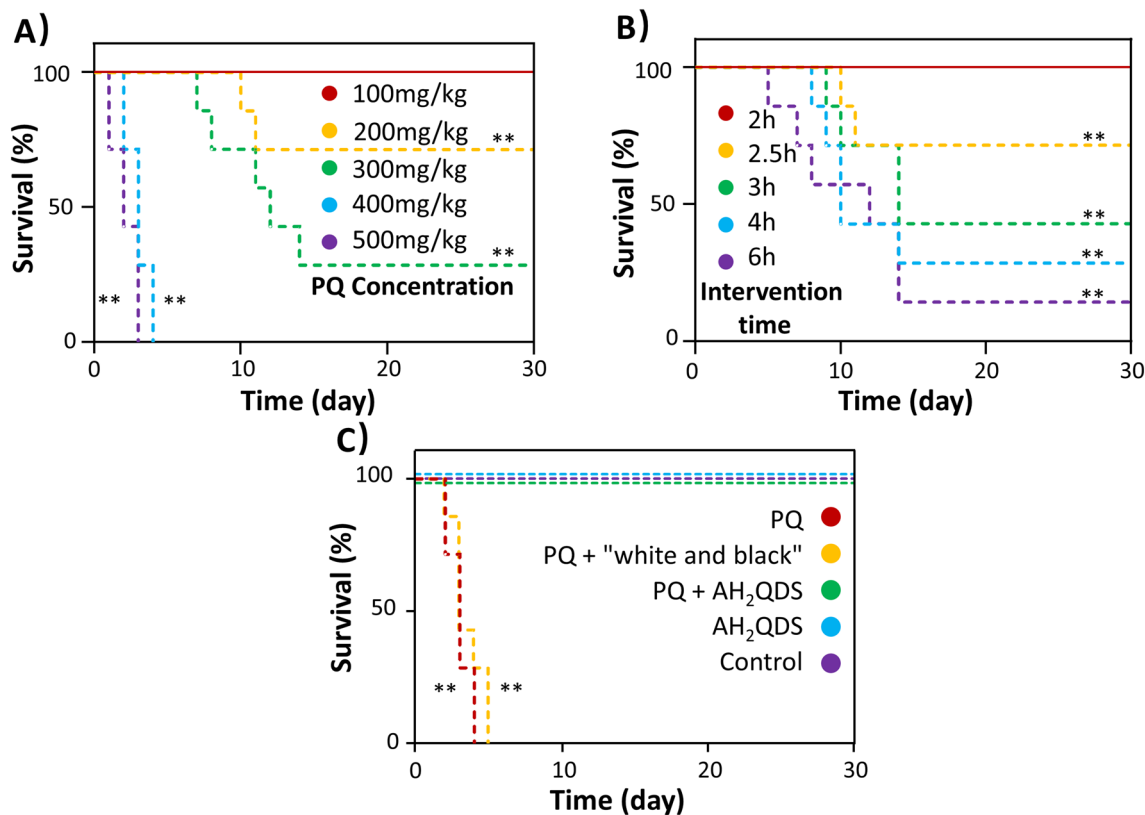 A)
100
50
0
Survival (%)
100mg/kg
200mg/kg
300mg/kg
400mg/kg
500mg/kg
PQ Concentration
**
**
**
**
0
10
20
30
Time (day)
B)
100
50
0
Survival (%)
2h
2.5h
3h
4h
6h
Intervention
time
**
**
**
**
0
10
20
30
Time (day)
C)
100
50
0
Survival (%)
PQ
PQ + "white and black"
PQ + AH₂QDS
AH₂QDS
Control
**
**
0
10
20
30
Time (day)